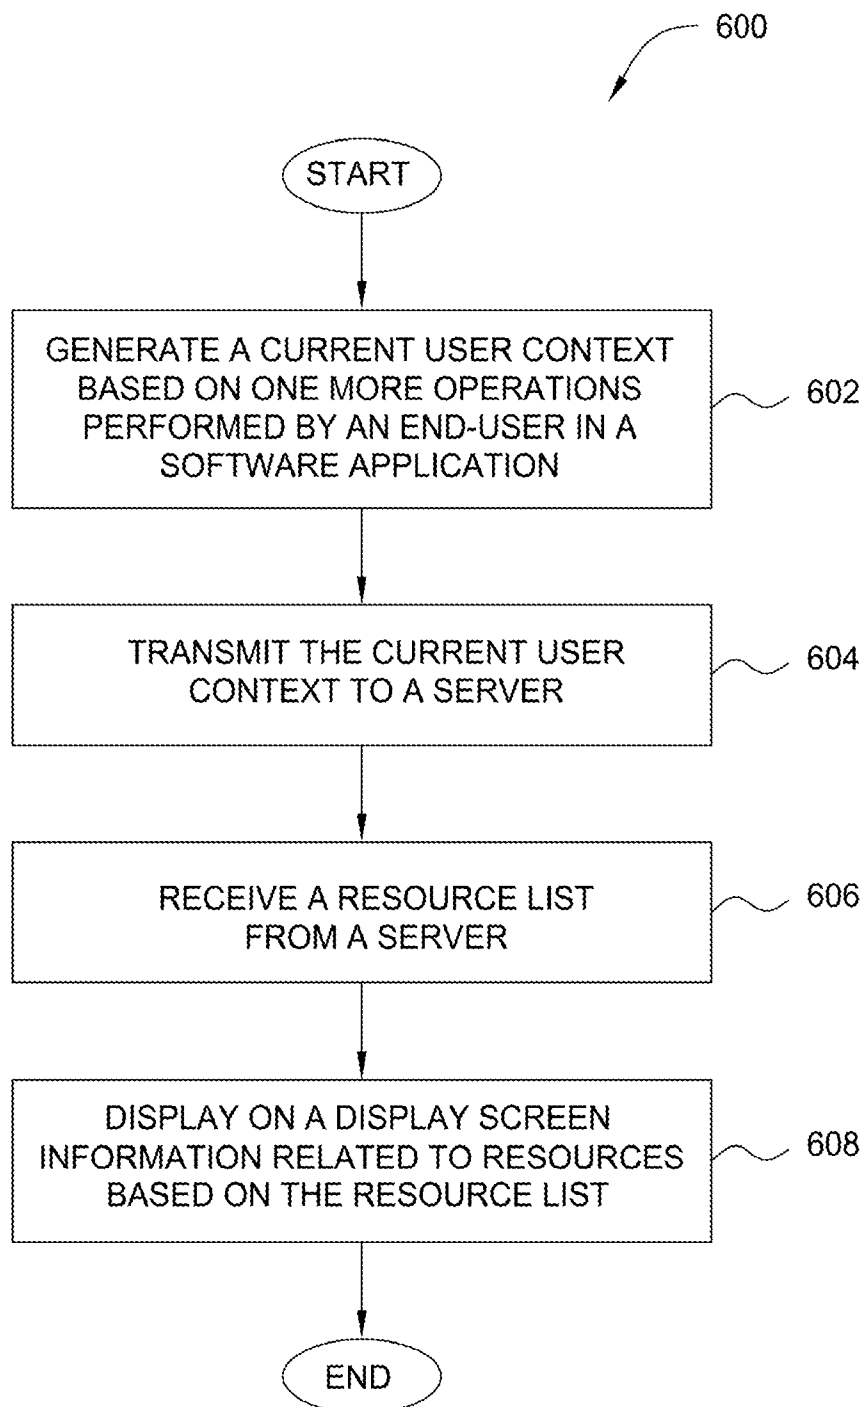 600
START
GENERATE A CURRENT USER CONTEXT
BASED ON ONE MORE OPERATIONS
PERFORMED BY AN END-USER IN A
SOFTWARE APPLICATION
602
TRANSMIT THE CURRENT USER
CONTEXT TO A SERVER
604
RECEIVE A RESOURCE LIST
FROM A SERVER
606
DISPLAY ON A DISPLAY SCREEN
INFORMATION RELATED TO RESOURCES
BASED ON THE RESOURCE LIST
608
END